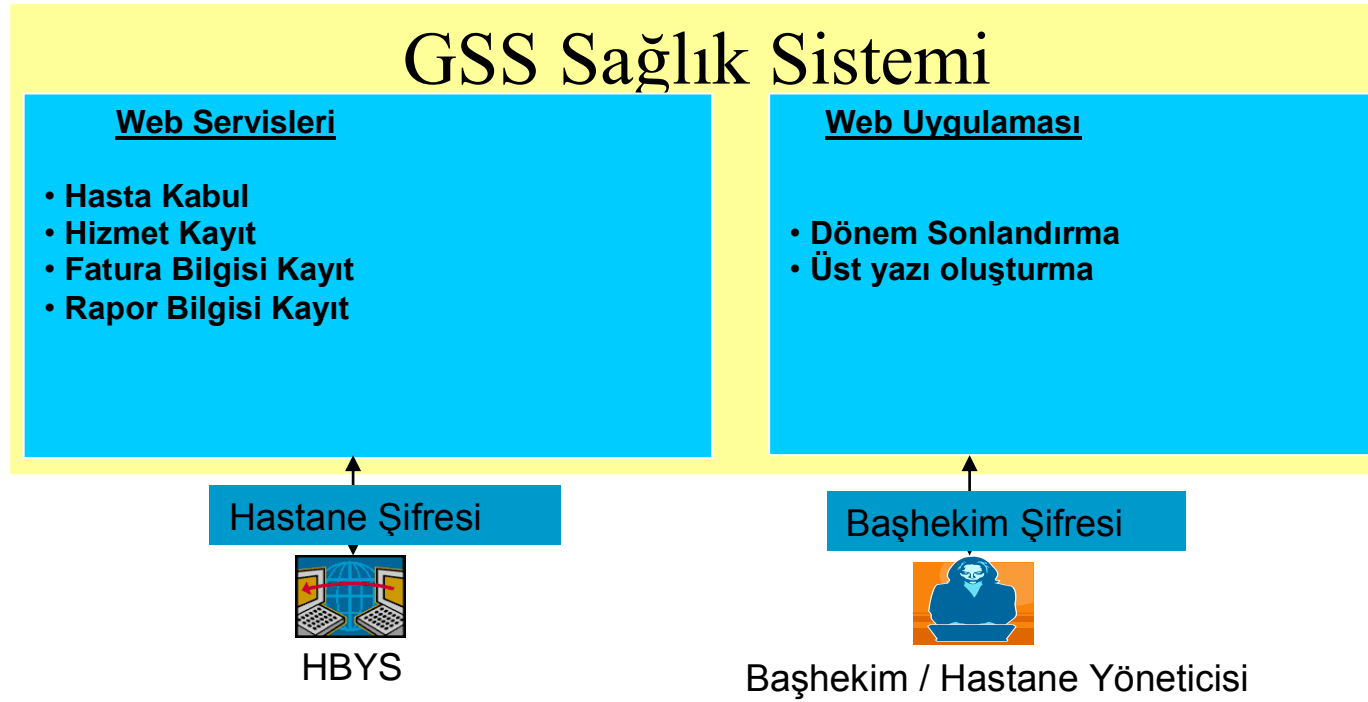 GSS Sağlık Sistemi
Web Servisleri
• Hasta Kabul
• Hizmet Kayıt
• Fatura Bilgisi Kayıt
• Rapor Bilgisi Kayıt
Web Uygulaması
• Dönem Sonlandırma
• Üst yazı oluşturma
Hastane Şifresi
HBYS
Başhekim Şifresi
Başhekim / Hastane Yöneticisi